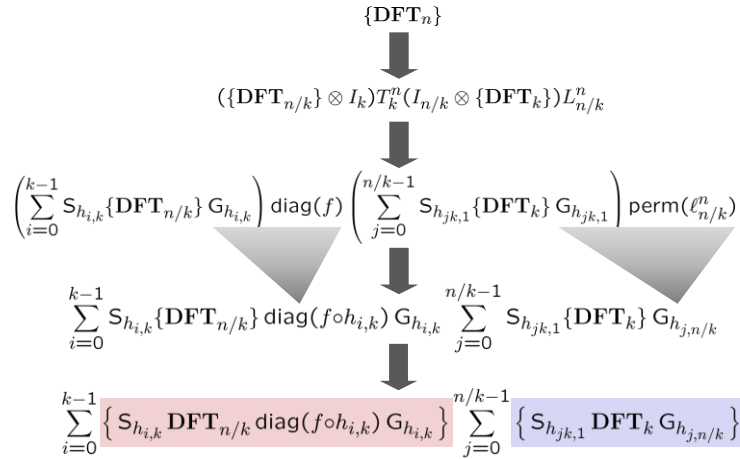 {DFT_n}
({DFT_{n/k}} ⊗ I_k)T^n_k(I_{n/k} ⊗ {DFT_k})L^n_{n/k}
(∑_{i=0}^{k−1} S_{h_{i,k}}{DFT_{n/k}} G_{h_{i,k}}) diag(f) (∑_{j=0}^{n/k−1} S_{h_{jk,1}}{DFT_k} G_{h_{jk,1}}) perm(ℓ^n_{n/k})
∑_{i=0}^{k−1} S_{h_{i,k}}{DFT_{n/k}} diag(f∘h_{i,k}) G_{h_{i,k}} ∑_{j=0}^{n/k−1} S_{h_{jk,1}}{DFT_k} G_{h_{j,n/k}}
∑_{i=0}^{k−1} {S_{h_{i,k}} DFT_{n/k} diag(f∘h_{i,k}) G_{h_{i,k}}} ∑_{j=0}^{n/k−1} {S_{h_{jk,1}} DFT_k G_{h_{j,n/k}}}